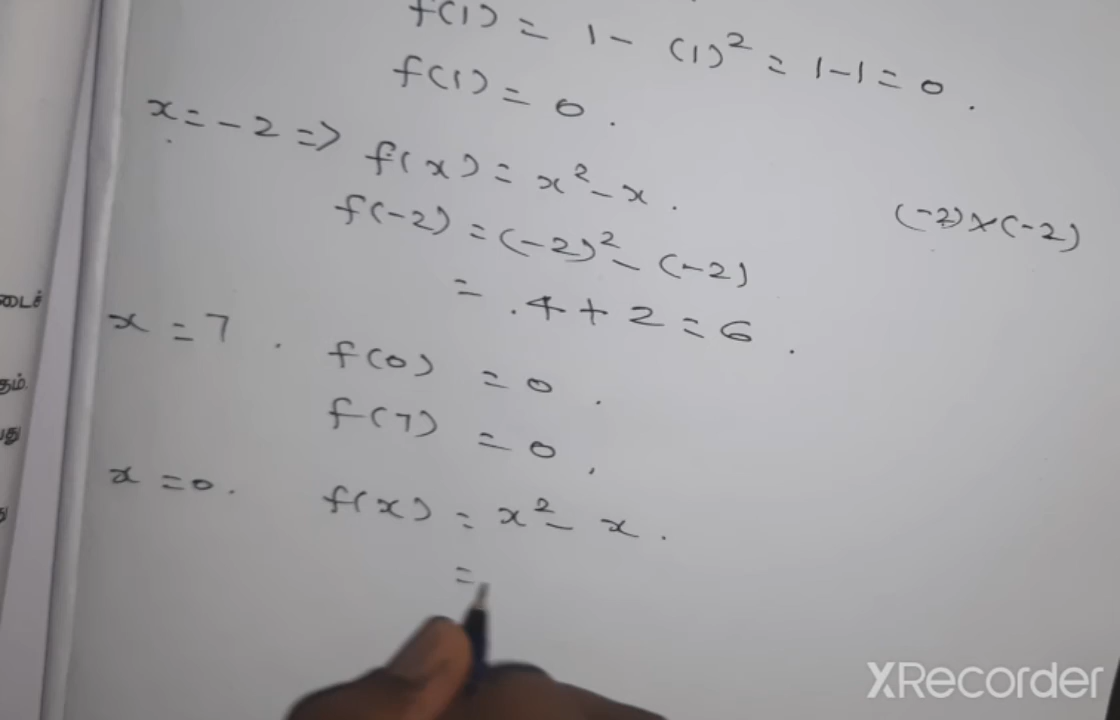 f(1) = 1 - (1)² = 1-1 = 0.
f(1) = 0.
x = -2 => f(x) = x² - x.
f(-2) = (-2)² - (-2)
(-2)×(-2)
= .4 + 2 = 6.
x = 7. f(0) = 0.
f(7) = 0.
x = 0. f(x) = x² - x.
=
டைச்
தும்.
XRecorder